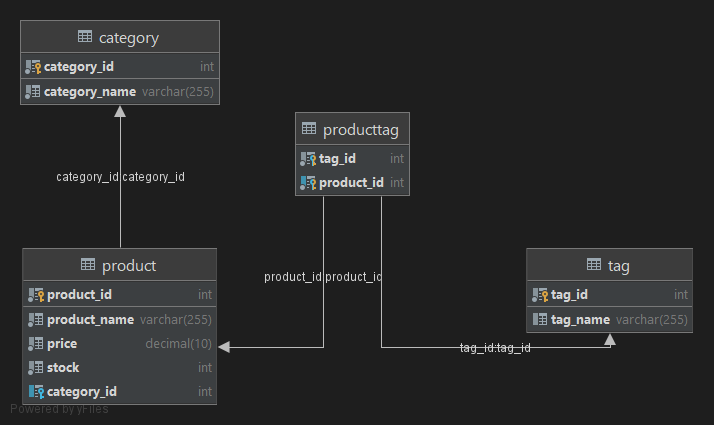 category
category_id int
category_name varchar(255)
category_id:category_id
producttag
tag_id int
product_id int
product_id:product_id
tag_id:tag_id
product
product_id int
product_name varchar(255)
price decimal(10)
stock int
category_id int
tag
tag_id int
tag_name varchar(255)
Powered by yFiles